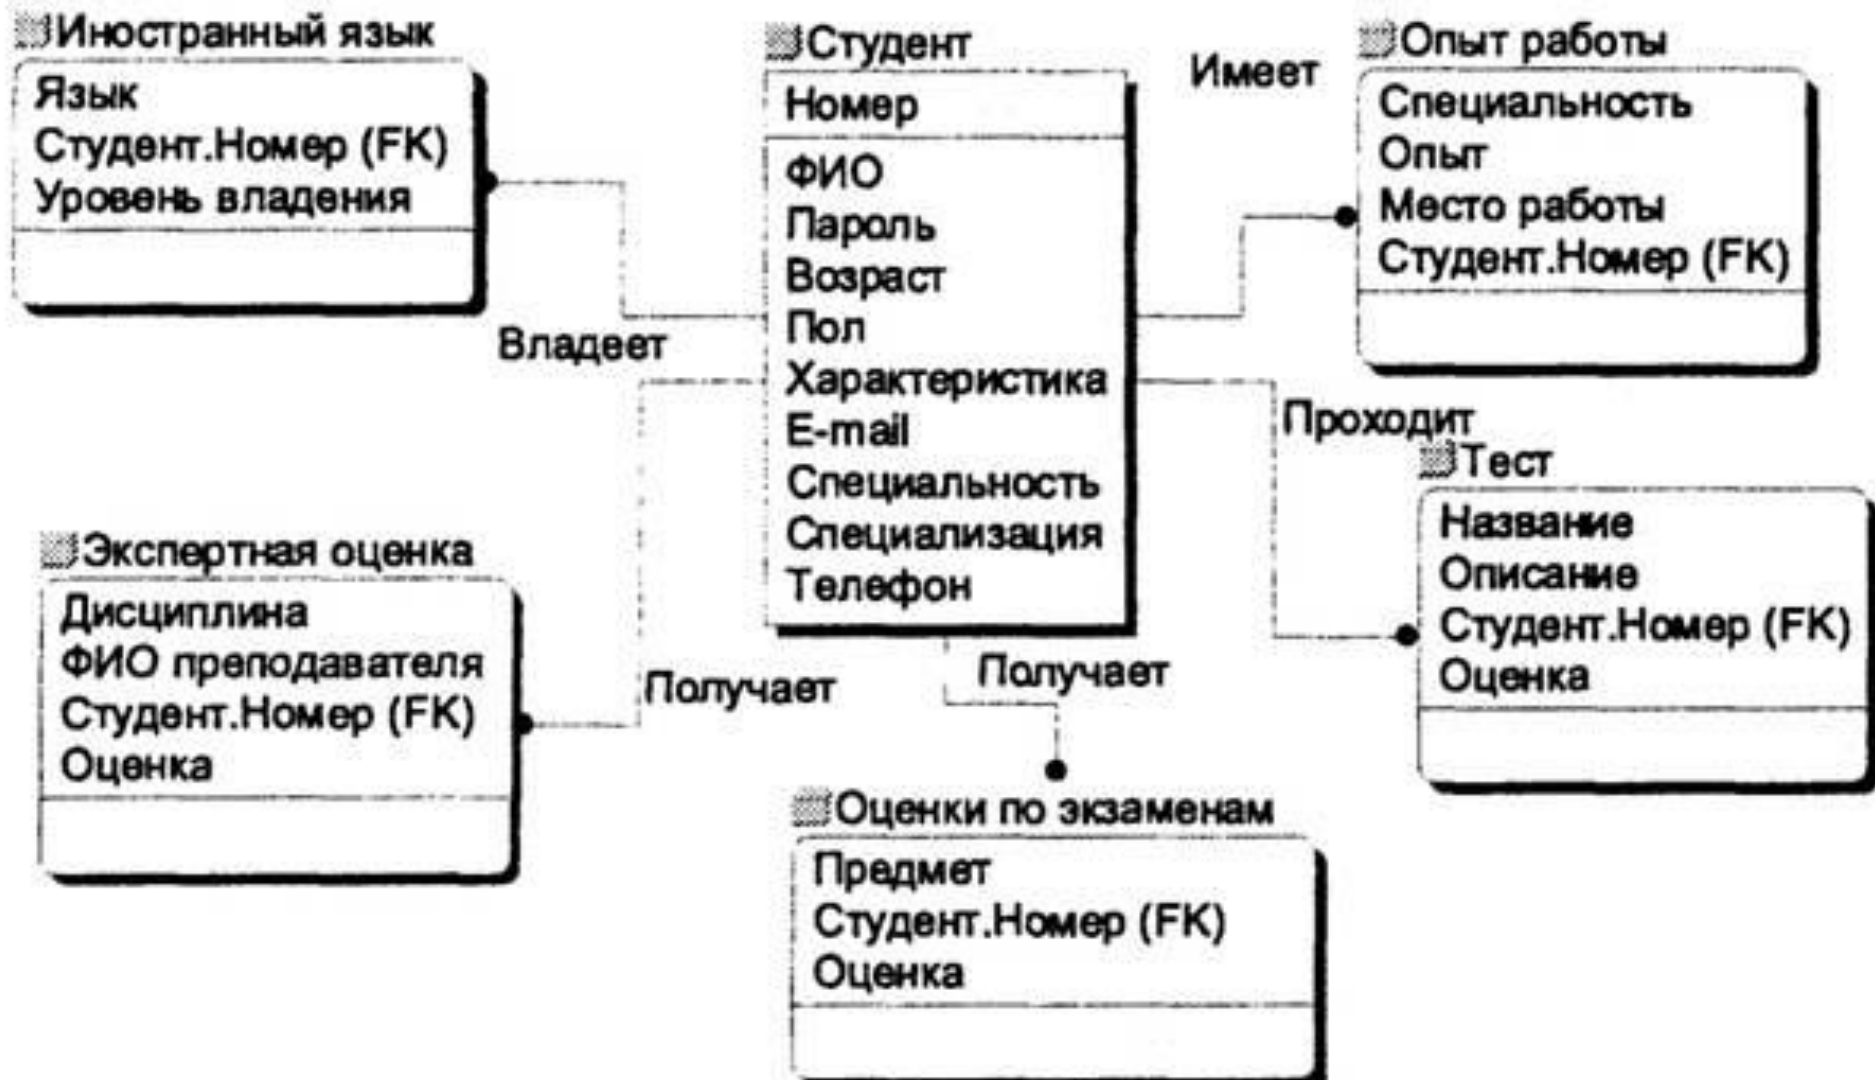 Иностранный язык
Язык
Студент.Номер (FK)
Уровень владения
Владеет
Студент
Номер
ФИО
Пароль
Возраст
Пол
Характеристика
E-mail
Специальность
Специализация
Телефон
Имеет
Опыт работы
Специальность
Опыт
Место работы
Студент.Номер (FK)
Проходит
Тест
Название
Описание
Студент.Номер (FK)
Оценка
Экспертная оценка
Дисциплина
ФИО преподавателя
Студент.Номер (FK)
Оценка
Получает
Получает
Оценки по экзаменам
Предмет
Студент.Номер (FK)
Оценка